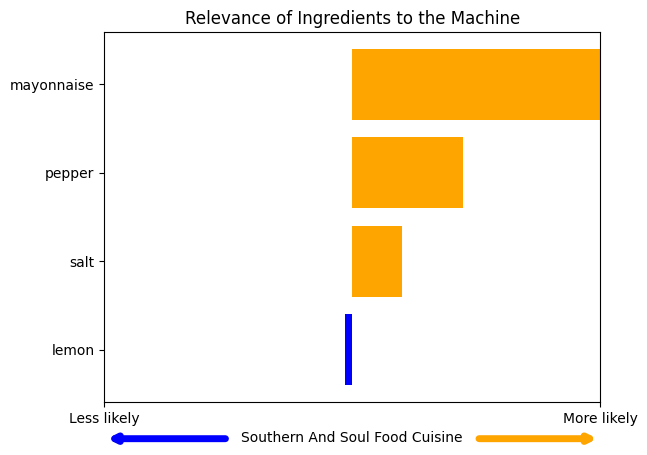 Relevance of Ingredients to the Machine
mayonnaise
pepper
salt
lemon
Less likely
More likely
Southern And Soul Food Cuisine